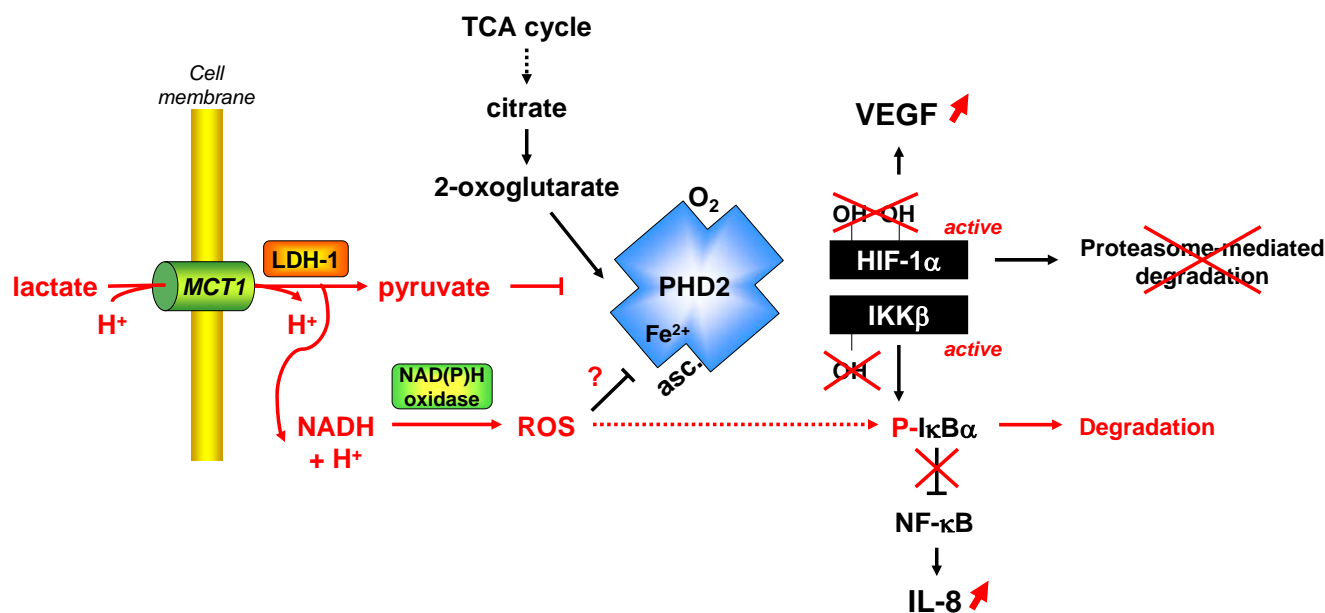 TCA cycle
Cell
membrane
citrate
VEGF
2-oxoglutarate
O₂
OH OH
active
LDH-1
HIF-1α
Proteasome-mediated
degradation
lactate
MCT1
pyruvate
PHD2
H⁺
H⁺
IKKβ
Fe²⁺
active
asc.
OH
NAD(P)H
oxidase
?
NADH
+ H⁺
ROS
P-IκBα
Degradation
NF-κB
IL-8